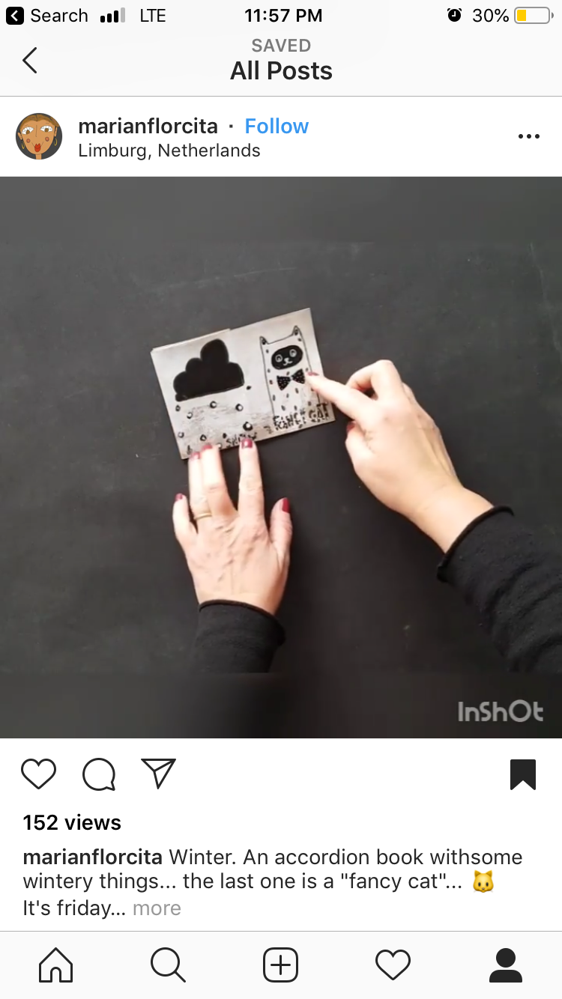 Search LTE 11:57 PM 30%
SAVED
All Posts
marianflorcita · Follow
Limburg, Netherlands
SNOW
FANCY CAT
InShOt
152 views
marianflorcita Winter. An accordion book withsome
wintery things... the last one is a "fancy cat"... 🐱
It's friday... more